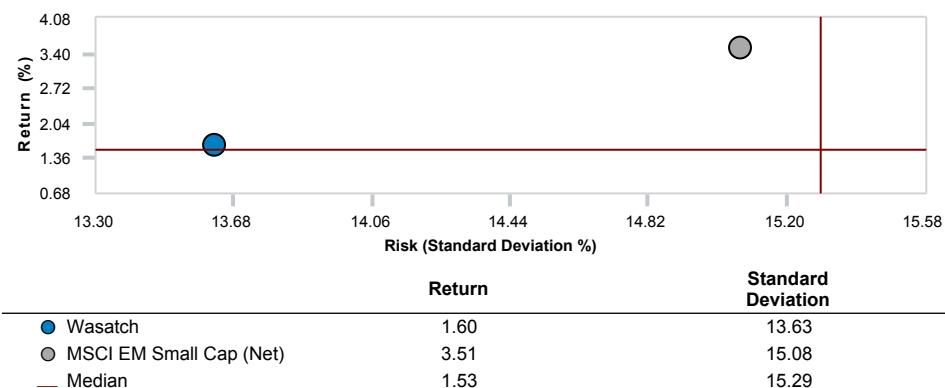 4.08
3.40
2.72
2.04
1.36
0.68
Return (%)
13.30 13.68 14.06 14.44 14.82 15.20 15.58
Risk (Standard Deviation %)
Return Standard Deviation
Wasatch 1.60 13.63
MSCI EM Small Cap (Net) 3.51 15.08
Median 1.53 15.29